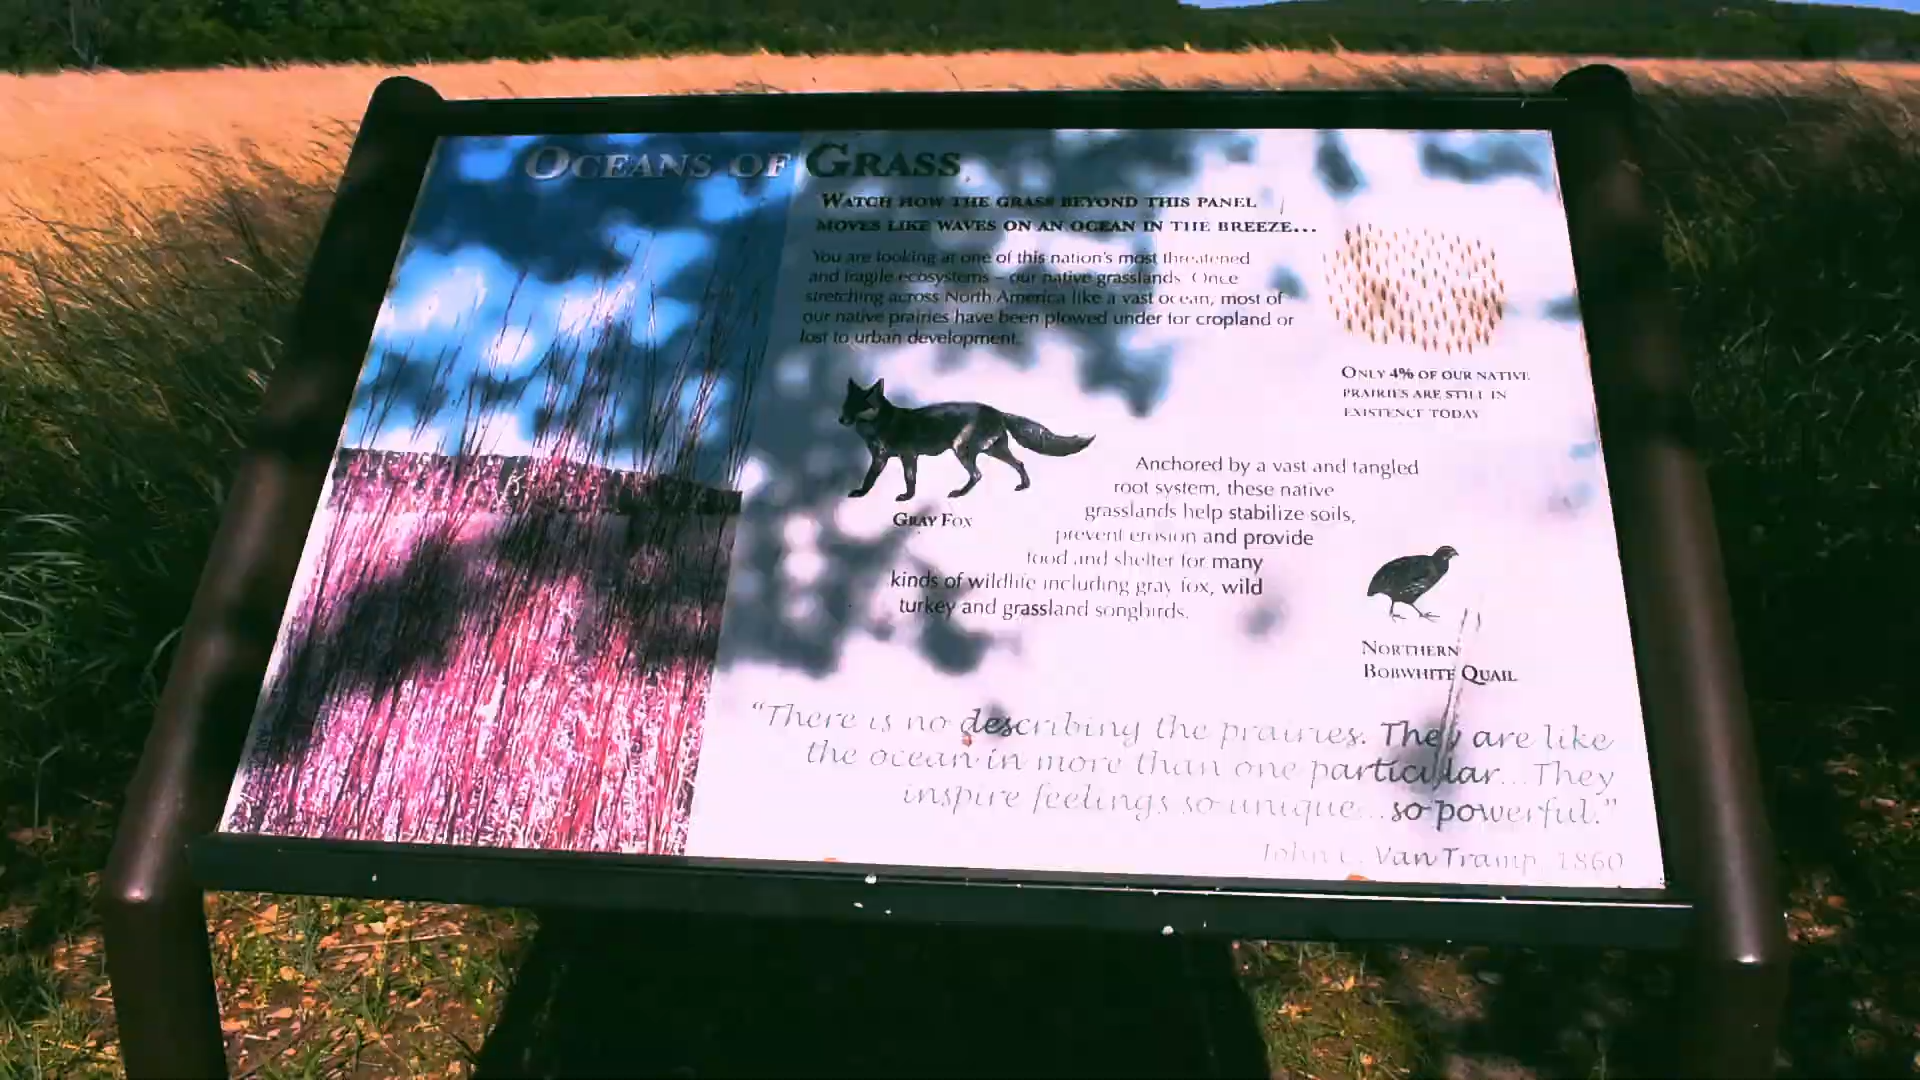 OCEANS OF GRASS
WATCH HOW THE GRASS BEYOND THIS PANEL
MOVES LIKE WAVES ON AN OCEAN IN THE BREEZE...
You are looking at one of this nation's most threatened
and fragile ecosystems – our native grasslands. Once
stretching across North America like a vast ocean, most of
our native prairies have been plowed under for cropland or
lost to urban development.
ONLY 4% OF OUR NATIVE
PRAIRIES ARE STILL IN
EXISTENCE TODAY
GRAY FOX
Anchored by a vast and tangled
root system, these native
grasslands help stabilize soils,
prevent erosion and provide
food and shelter for many
kinds of wildlife including gray fox, wild
turkey and grassland songbirds.
NORTHERN
BOBWHITE QUAIL
“There is no describing the prairies. They are like
the ocean in more than one particular...They
inspire feelings so unique...so powerful.”
John Van Tramp, 1860